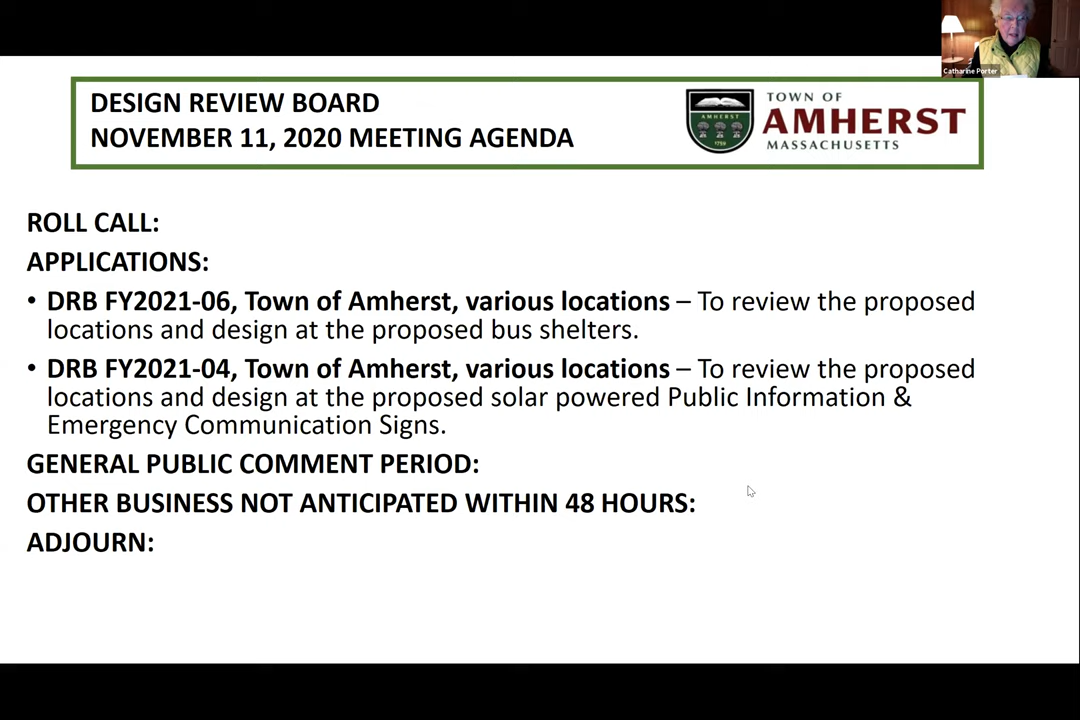 Catharine Porter
DESIGN REVIEW BOARD
NOVEMBER 11, 2020 MEETING AGENDA
AMHERST
1759
TOWN OF
AMHERST
MASSACHUSETTS
ROLL CALL:
APPLICATIONS:
• DRB FY2021-06, Town of Amherst, various locations – To review the proposed
locations and design at the proposed bus shelters.
• DRB FY2021-04, Town of Amherst, various locations – To review the proposed
locations and design at the proposed solar powered Public Information &
Emergency Communication Signs.
GENERAL PUBLIC COMMENT PERIOD:
OTHER BUSINESS NOT ANTICIPATED WITHIN 48 HOURS:
ADJOURN: